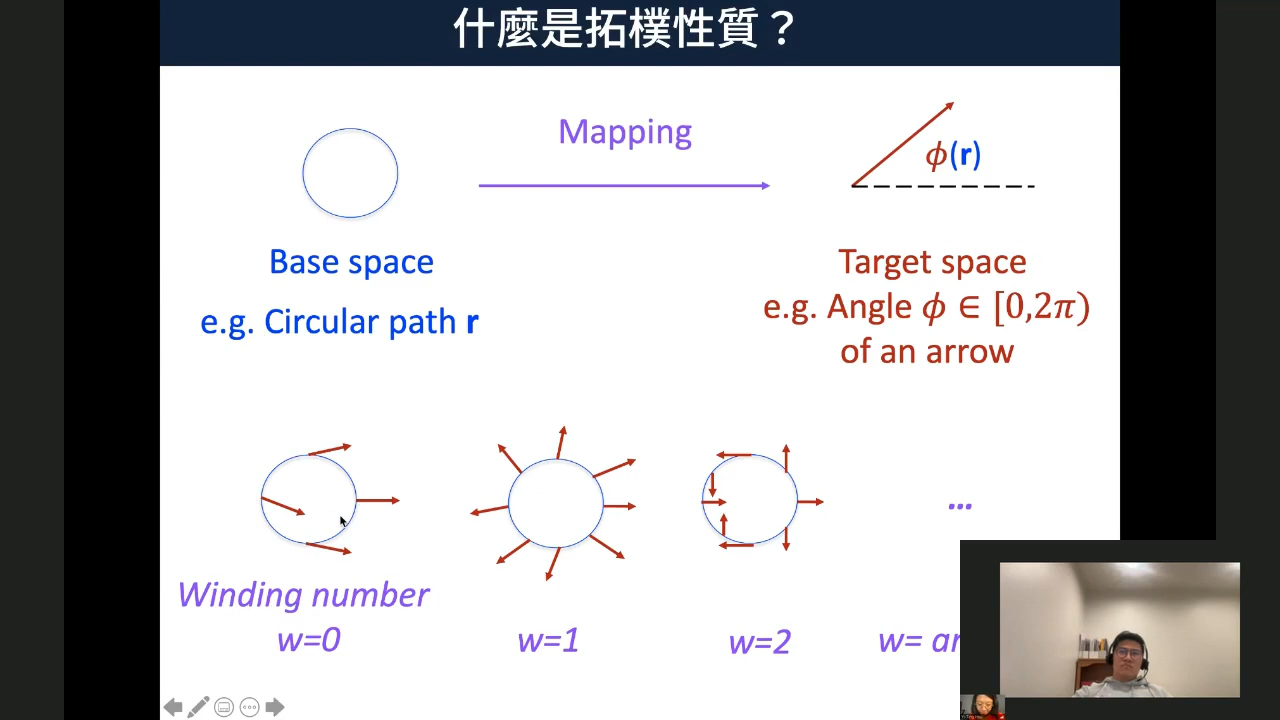 什麼是拓樸性質？
Mapping
ϕ(r)
Base space
e.g. Circular path r
Target space
e.g. Angle ϕ ∈ [0,2π)
of an arrow
...
Winding number
w=0
w=1
w=2
w=